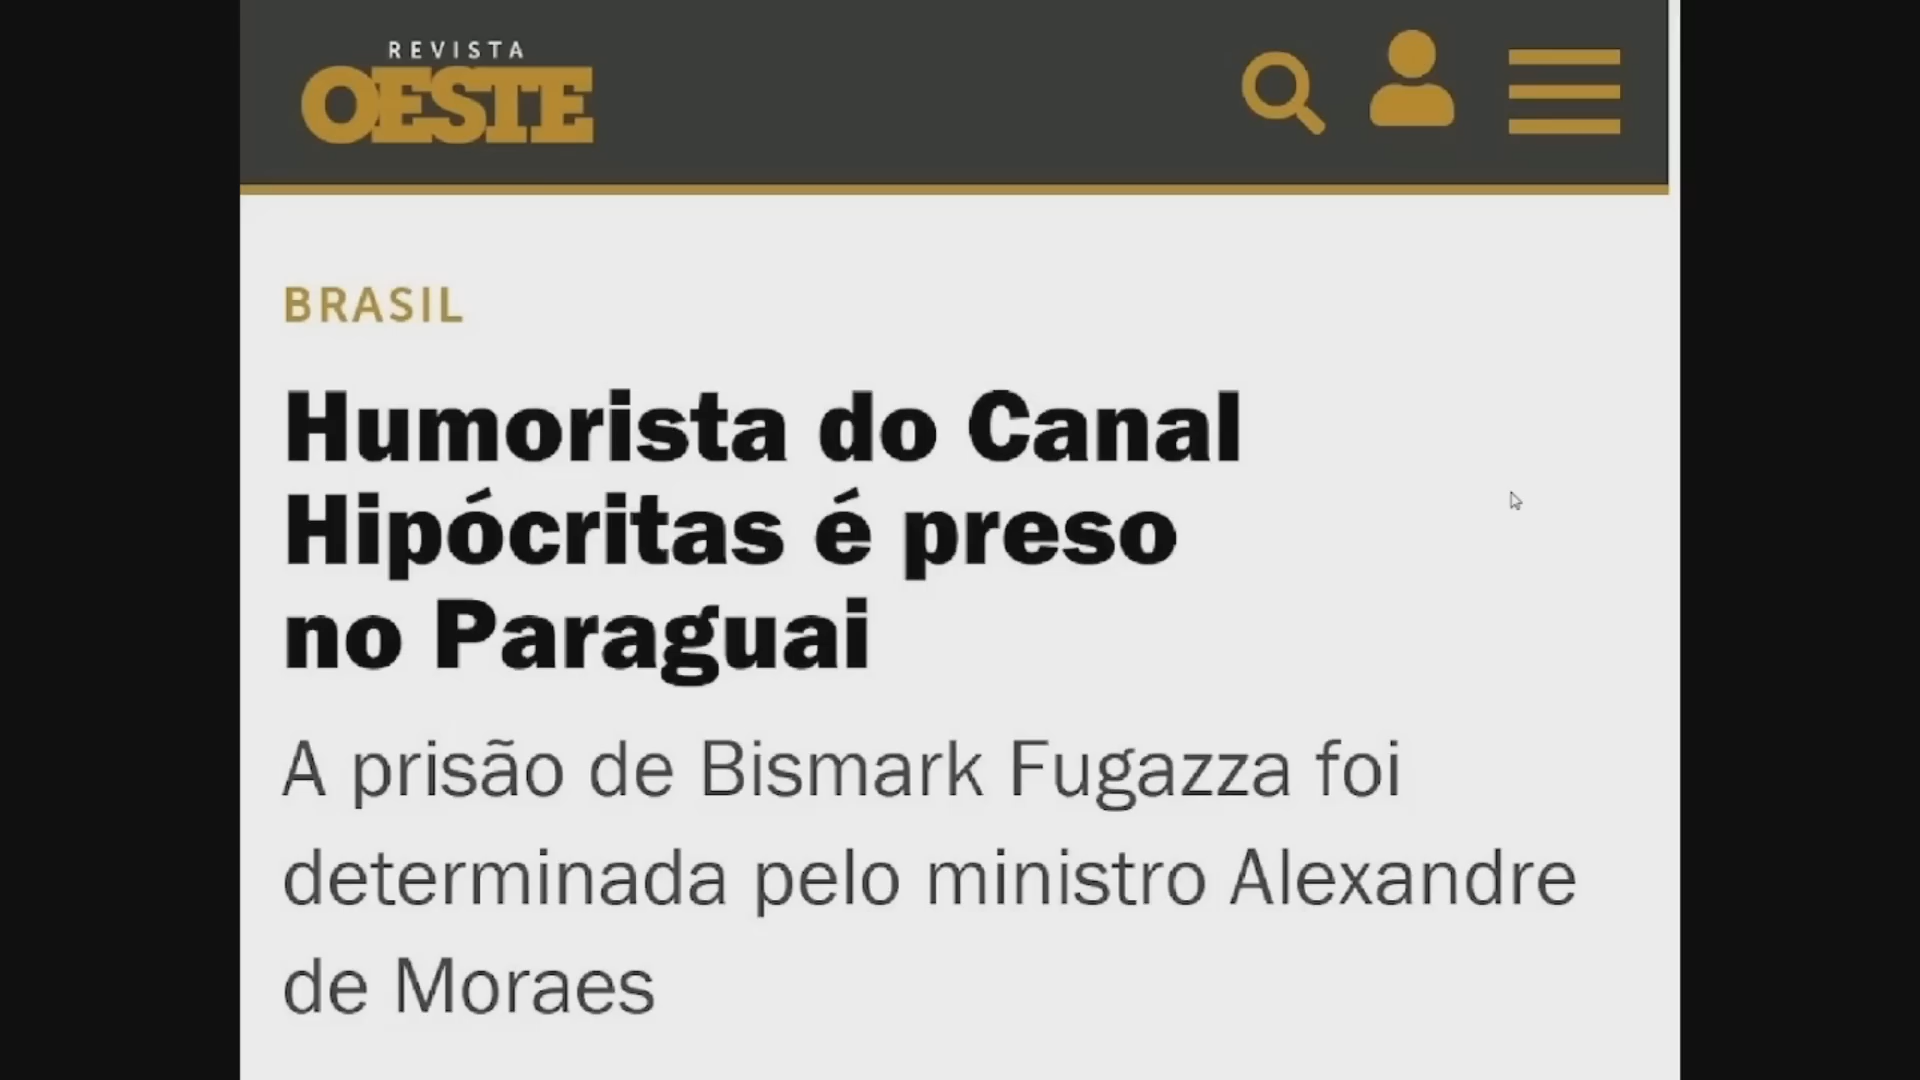 REVISTA
OESTE
BRASIL
Humorista do Canal
Hipócritas é preso
no Paraguai
A prisão de Bismark Fugazza foi
determinada pelo ministro Alexandre
de Moraes